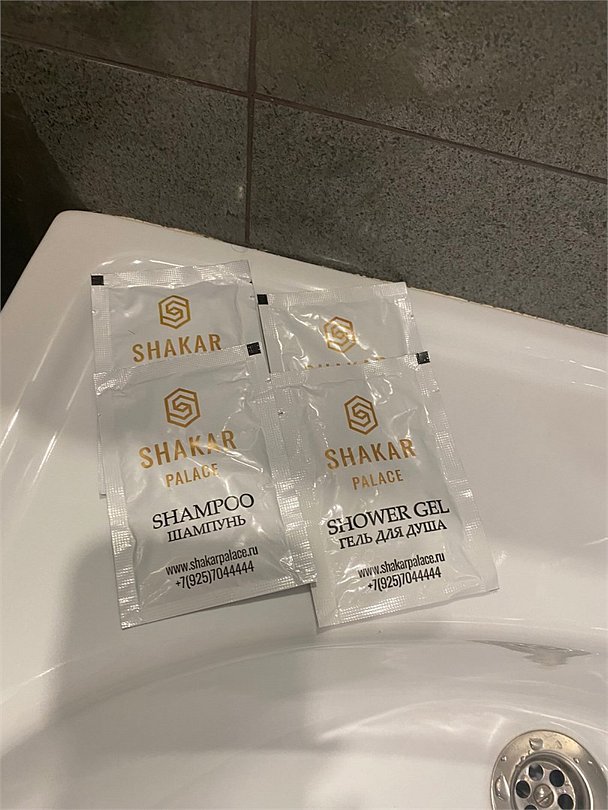 SHAKAR
SHAKAR
PALACE
SHAMPOO
ШАМПУНЬ
www.shakarpalace.ru
+7(925)7044444
SHAKAR
PALACE
SHOWER GEL
ГЕЛЬ ДЛЯ ДУША
www.shakarpalace.ru
+7(925)7044444